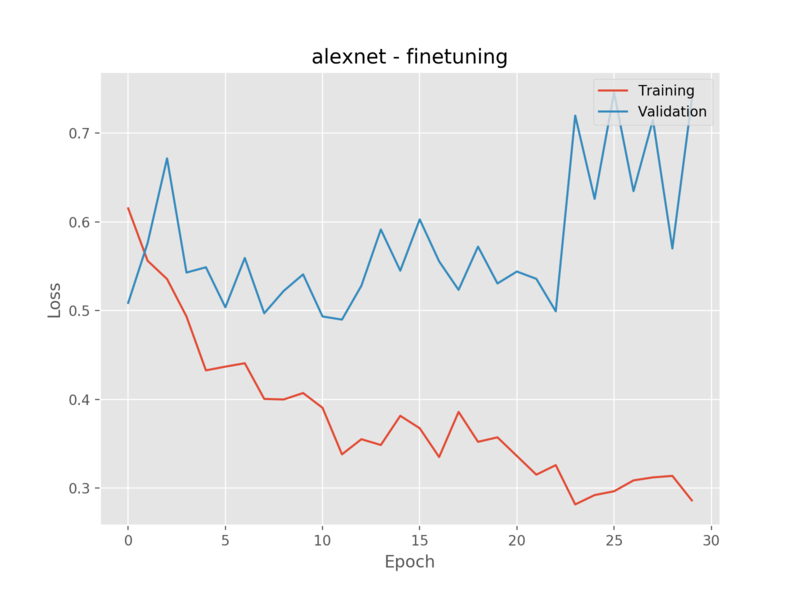 alexnet - finetuning
Training
Validation
0.7
0.6
0.5
0.4
0.3
Loss
0 5 10 15 20 25 30
Epoch